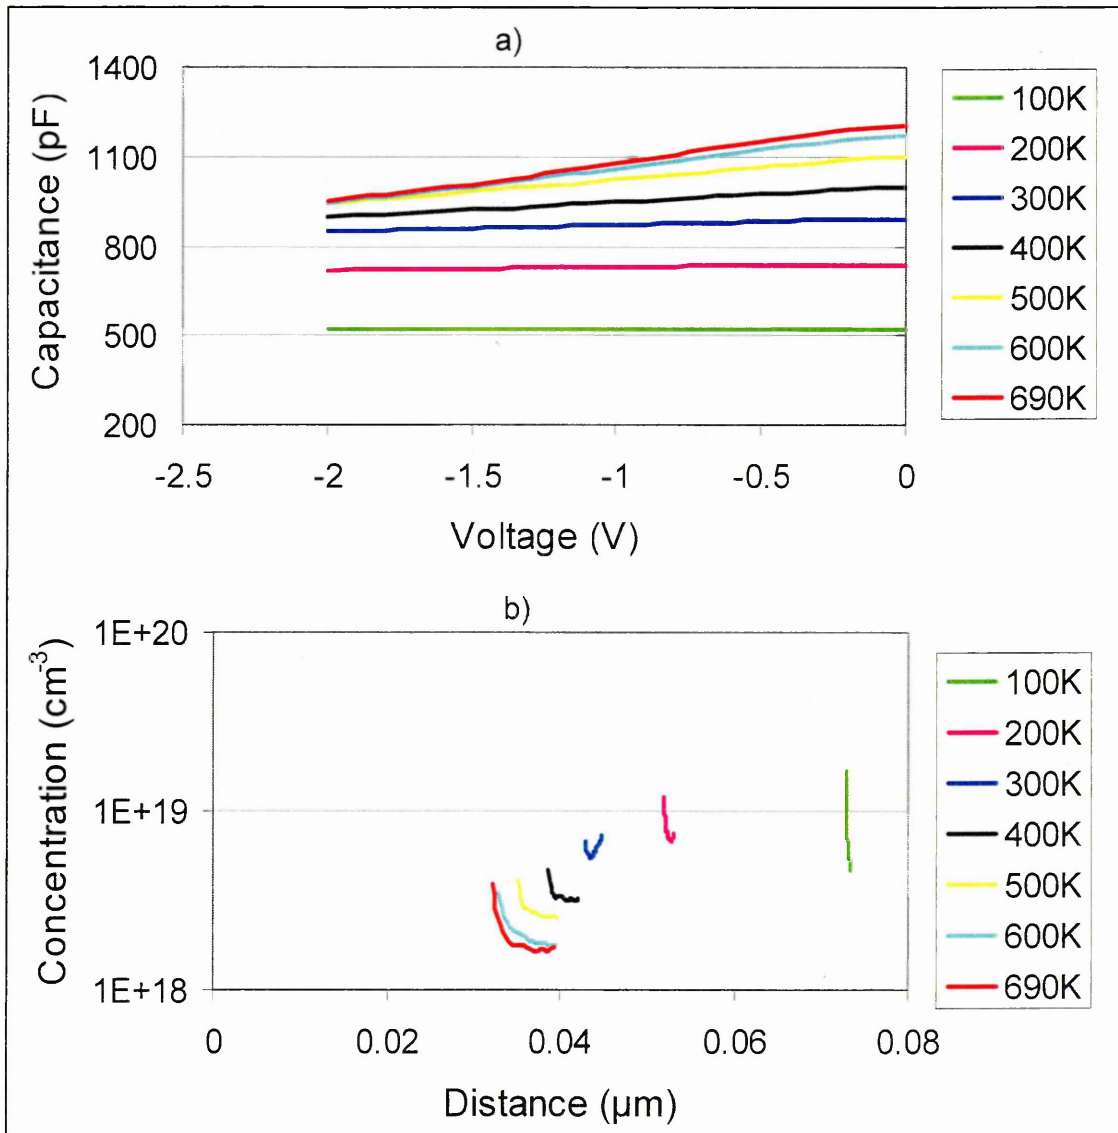 a)
1400
1100
800
500
200
Capacitance (pF)
-2.5 -2 -1.5 -1 -0.5 0
Voltage (V)
100K
200K
300K
400K
500K
600K
690K
b)
1E+20
1E+19
1E+18
Concentration (cm⁻³)
0 0.02 0.04 0.06 0.08
Distance (µm)
100K
200K
300K
400K
500K
600K
690K